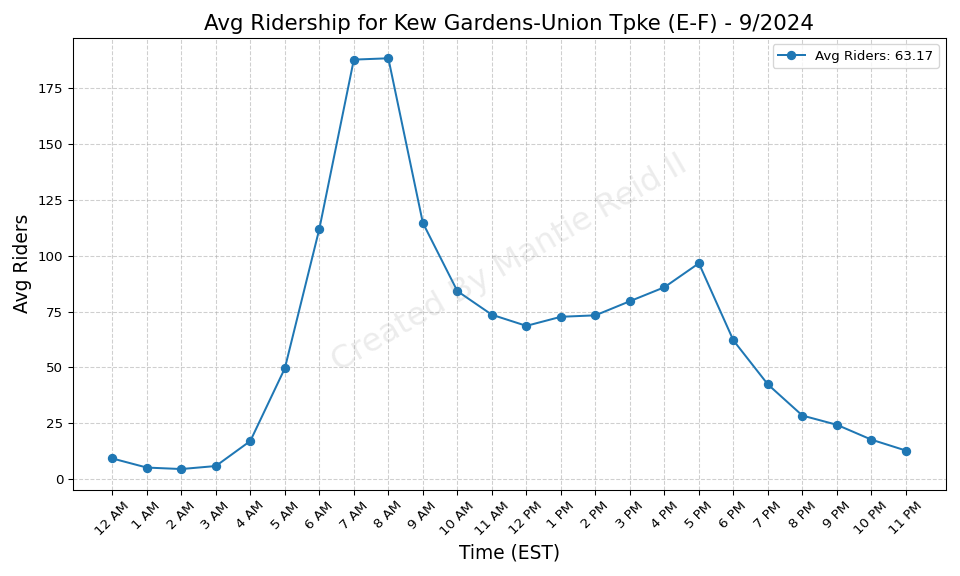 Avg Ridership for Kew Gardens-Union Tpke (E-F) - 9/2024
Avg Riders: 63.17
Avg Riders
175
150
125
100
75
50
25
0
Created By Mantie Reid II
12 AM
1 AM
2 AM
3 AM
4 AM
5 AM
6 AM
7 AM
8 AM
9 AM
10 AM
11 AM
12 PM
1 PM
2 PM
3 PM
4 PM
5 PM
6 PM
7 PM
8 PM
9 PM
10 PM
11 PM
Time (EST)